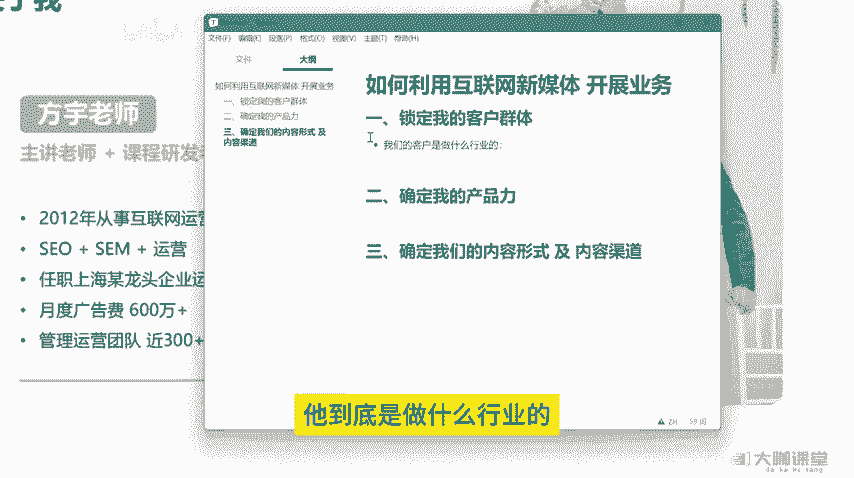 了我
方宇老师
主讲老师 + 课程研发
2012年从事互联网运营
SEO + SEM + 运营
任职上海某龙头企业运
月度广告费 600万+
管理运营团队 近300+
文件(F) 编辑(E) 段落(P) 格式(O) 视图(V) 主题(T) 帮助(H)
文件 大纲
如何利用互联网新媒体 开展业务
一、锁定我的客户群体
二、确定我的产品力
三、确定我们的内容形式 及
内容渠道
如何利用互联网新媒体 开展业务
一、锁定我的客户群体
我们的客户是做什么行业的:
二、确定我的产品力
三、确定我们的内容形式 及 内容渠道
59 词
他到底是做什么行业的
大鹏课堂
da ke ke tang